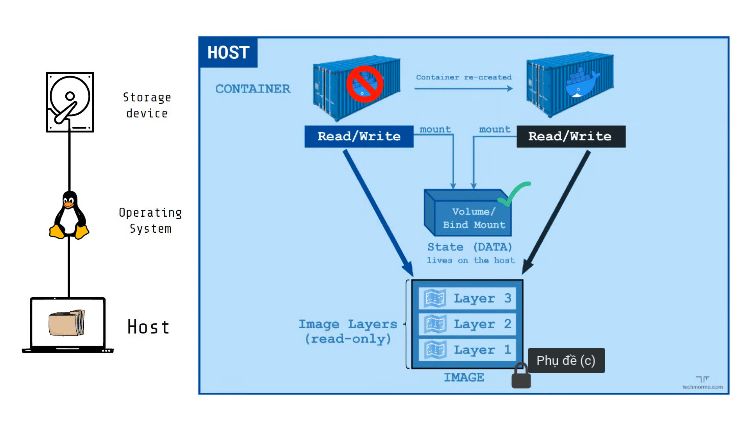 HOST
CONTAINER
Container re-created
Read/Write
mount
mount
Read/Write
Storage
device
Volume/
Bind Mount
Operating
System
State (DATA)
lives on the host
Layer 3
Image Layers
(read-only)
Layer 2
Layer 1
Host
Phụ đề (c)
IMAGE
technormo.com